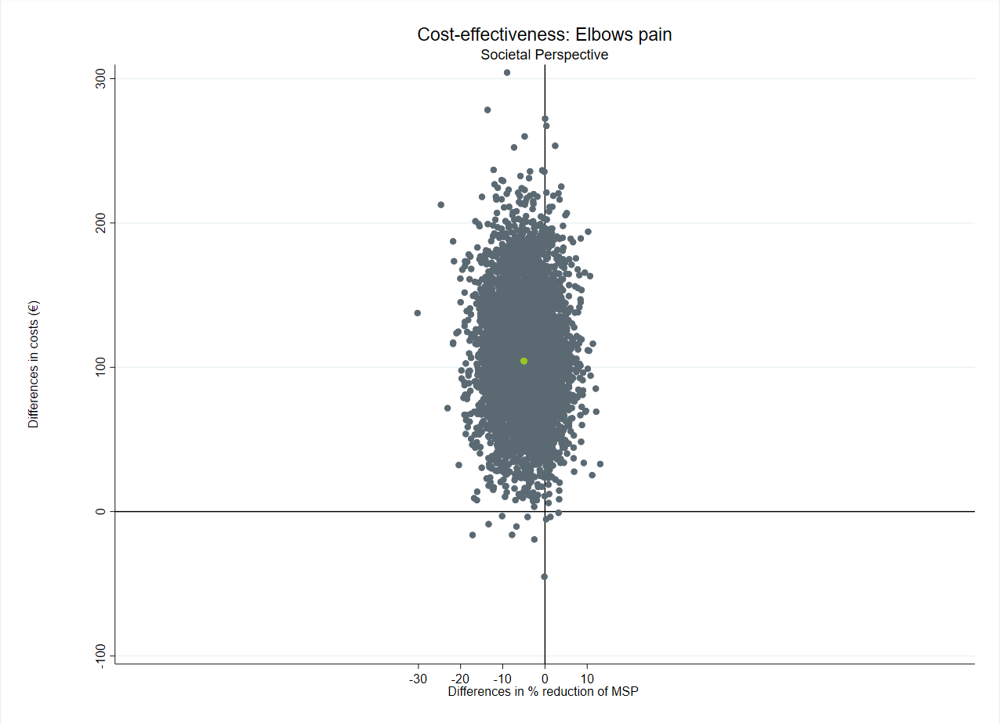 Cost-effectiveness: Elbows pain
Societal Perspective
Differences in costs (€)
300
200
100
0
-100
-30 -20 -10 0 10
Differences in % reduction of MSP